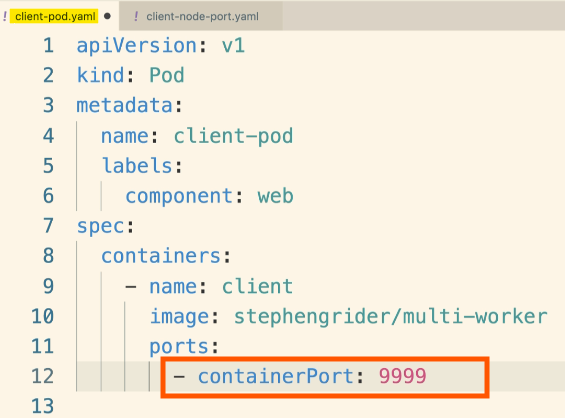 ! client-pod.yaml ● ! client-node-port.yaml
1 apiVersion: v1
2 kind: Pod
3 metadata:
4   name: client-pod
5   labels:
6     component: web
7 spec:
8   containers:
9     - name: client
10       image: stephengrider/multi-worker
11       ports:
12         - containerPort: 9999
13